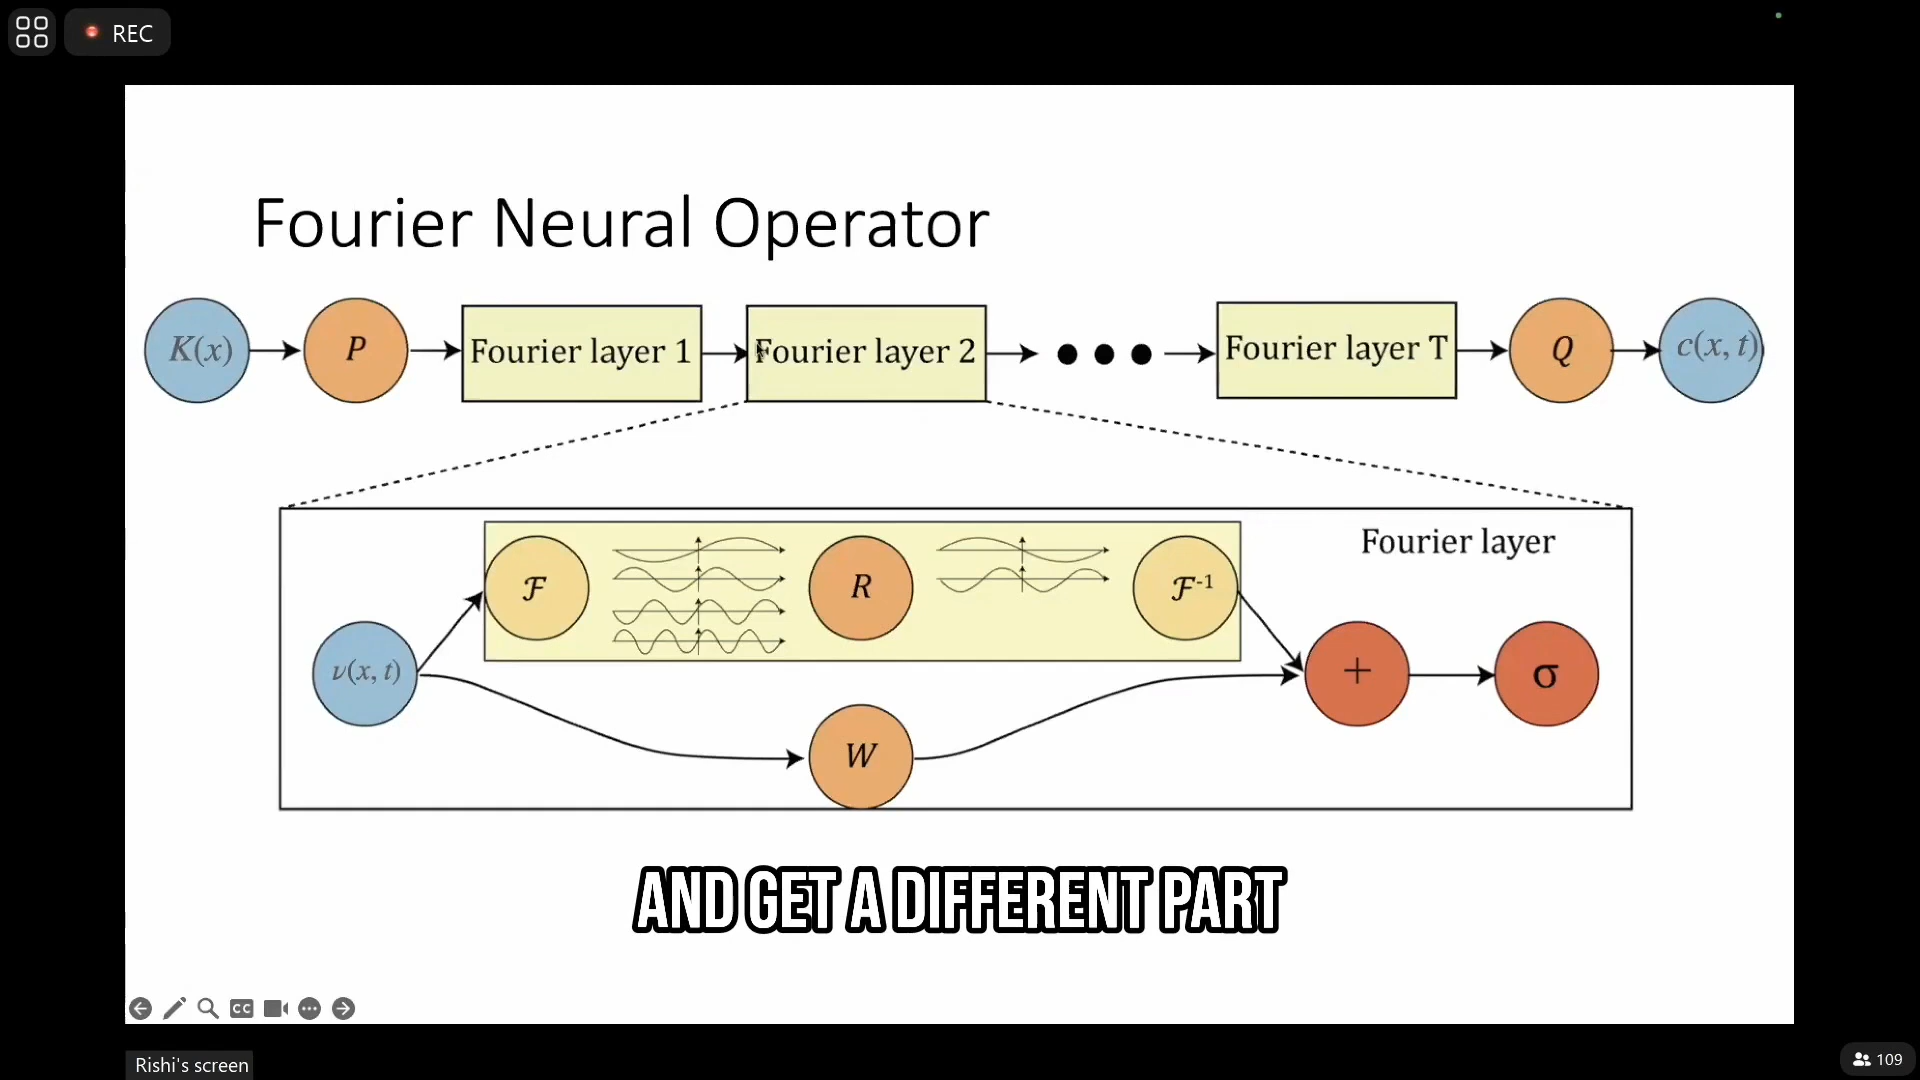 REC
Fourier Neural Operator
K(x) P Fourier layer 1 Fourier layer 2 Fourier layer T Q c(x, t)
Fourier layer
ℱ R ℱ⁻¹
ν(x, t) + σ
W
AND GET A DIFFERENT PART
CC
Rishi's screen
109